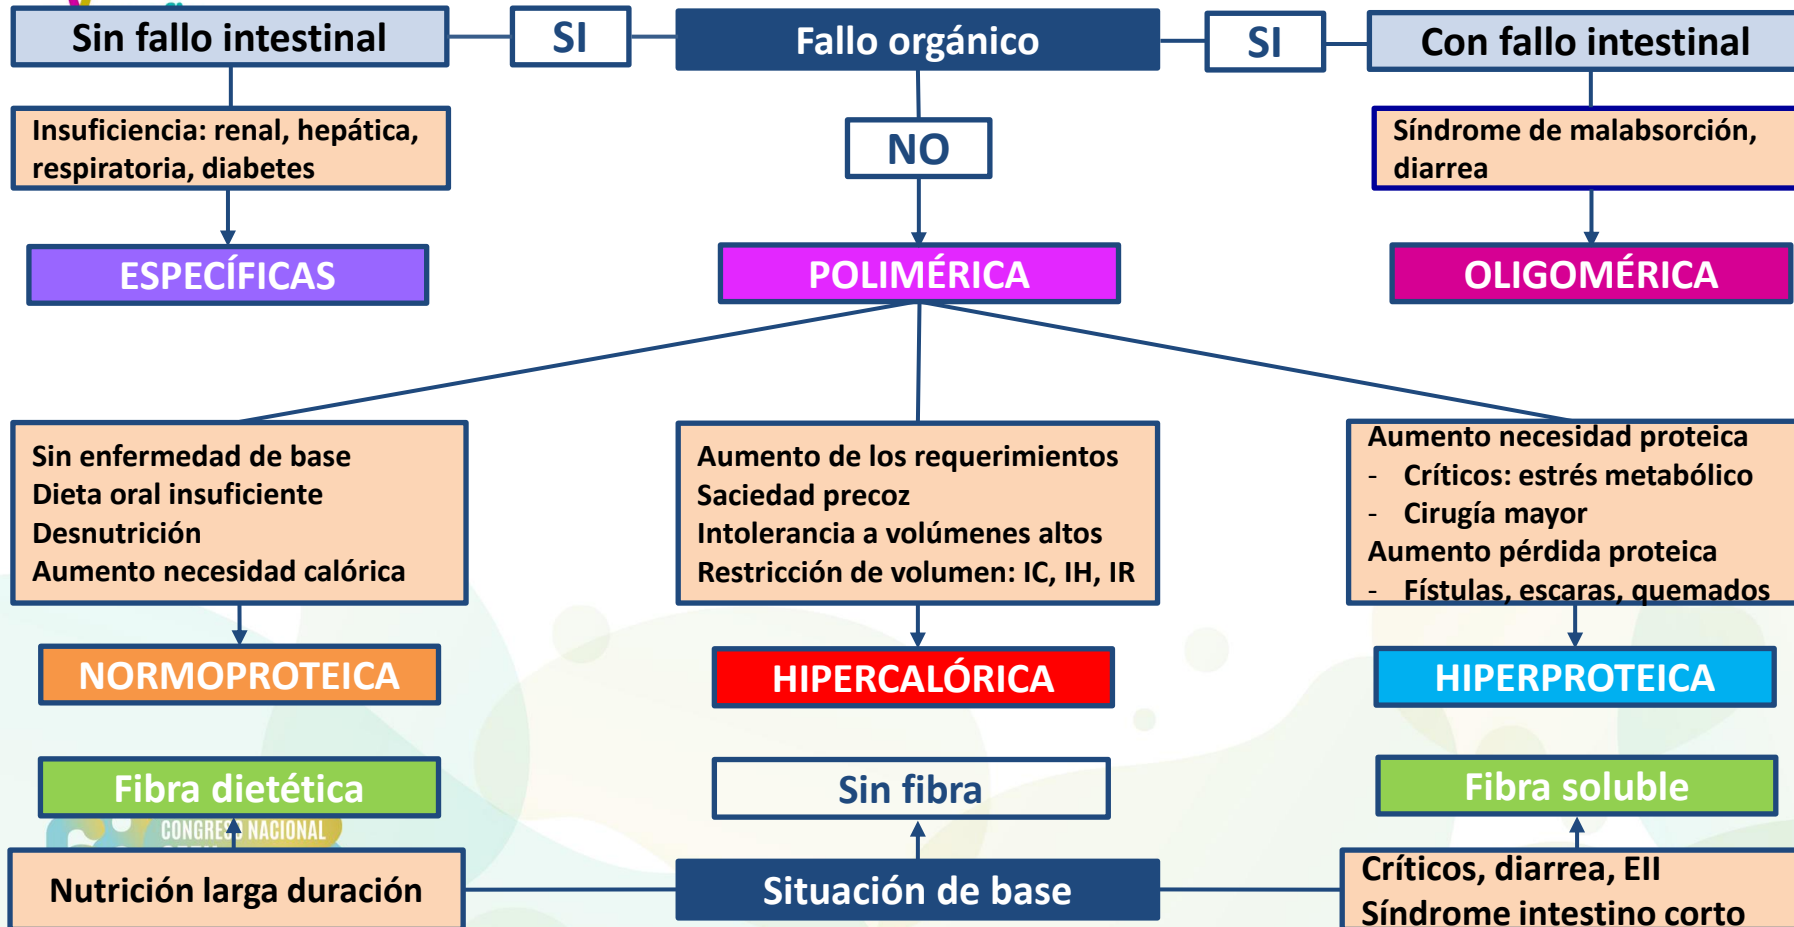 Sin fallo intestinal
SI
Fallo orgánico
SI
Con fallo intestinal
Insuficiencia: renal, hepática,
respiratoria, diabetes
NO
Síndrome de malabsorción,
diarrea
ESPECÍFICAS
POLIMÉRICA
OLIGOMÉRICA
Sin enfermedad de base
Dieta oral insuficiente
Desnutrición
Aumento necesidad calórica
Aumento de los requerimientos
Saciedad precoz
Intolerancia a volúmenes altos
Restricción de volumen: IC, IH, IR
Aumento necesidad proteica
- Críticos: estrés metabólico
- Cirugía mayor
Aumento pérdida proteica
- Fístulas, escaras, quemados
NORMOPROTEICA
HIPERCALÓRICA
HIPERPROTEICA
Fibra dietética
Sin fibra
Fibra soluble
CONGRESO NACIONAL
Nutrición larga duración
Situación de base
Críticos, diarrea, EII
Síndrome intestino corto